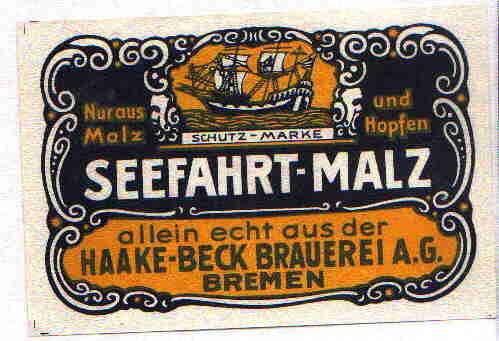 Nur aus Malz
und Hopfen
SCHUTZ-MARKE
SEEFAHRT-MALZ
allein echt aus der
HAAKE-BECK BRAUEREI A.G.
BREMEN